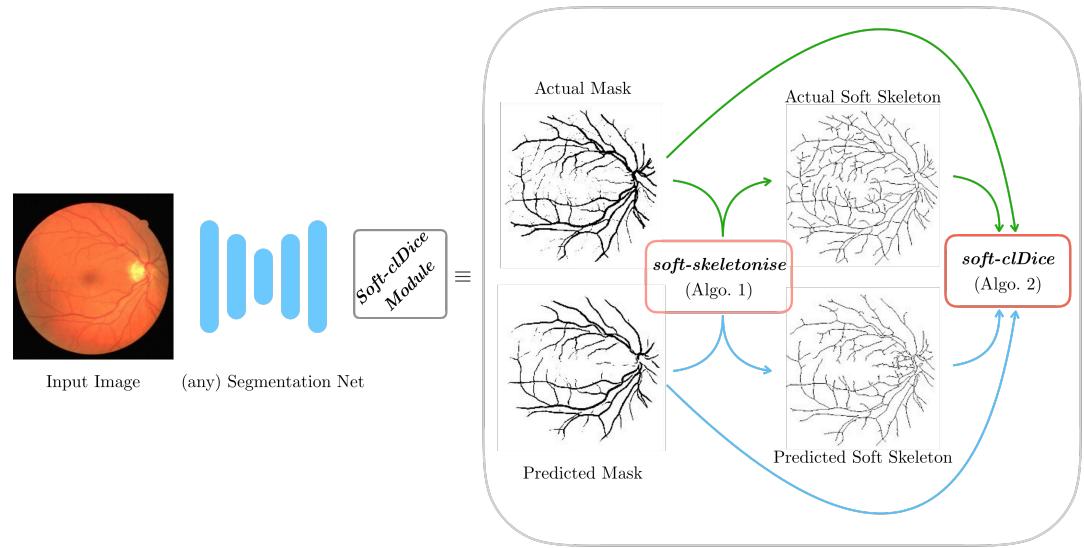 Input Image
(any) Segmentation Net
Soft-clDice
Module
≡
Actual Mask
Actual Soft Skeleton
soft-skeletonise
(Algo. 1)
soft-clDice
(Algo. 2)
Predicted Mask
Predicted Soft Skeleton